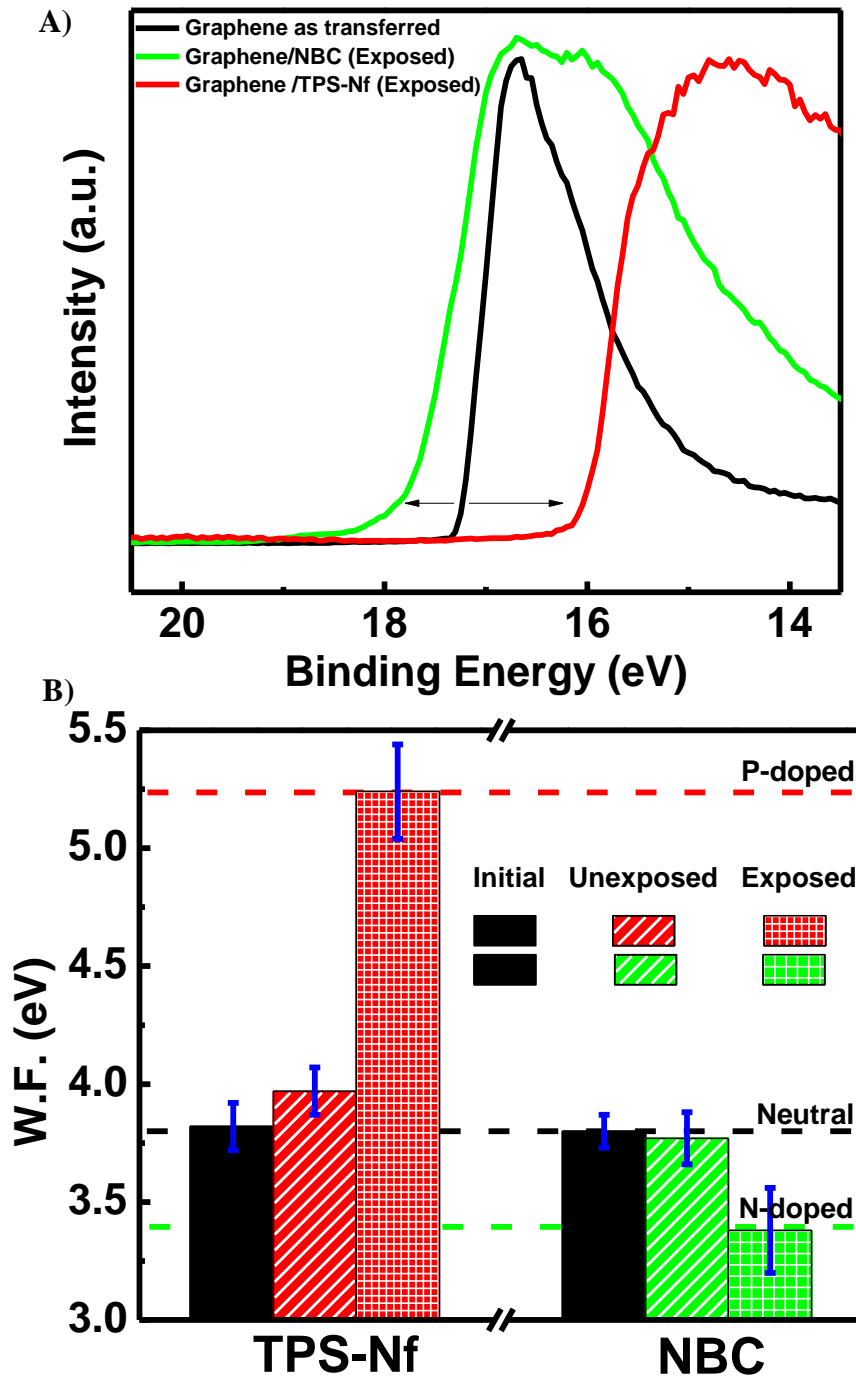 A)
Graphene as transferred
Graphene/NBC (Exposed)
Graphene /TPS-Nf (Exposed)
Intensity (a.u.)
20 18 16 14
Binding Energy (eV)
B)
5.5
P-doped
5.0
Initial Unexposed Exposed
4.5
W.F. (eV)
4.0
Neutral
3.5
N-doped
3.0
TPS-Nf NBC